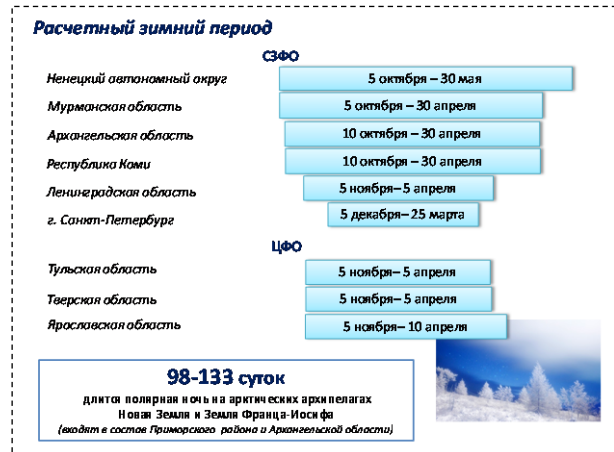 Расчетный зимний период
СЗФО
Ненецкий автономный округ 5 октября – 30 мая
Мурманская область 5 октября – 30 апреля
Архангельская область 10 октября – 30 апреля
Республика Коми 10 октября – 30 апреля
Ленинградская область 5 ноября– 5 апреля
г. Санкт-Петербург 5 декабря– 25 марта
ЦФО
Тульская область 5 ноября– 5 апреля
Тверская область 5 ноября– 5 апреля
Ярославская область 5 ноября– 10 апреля
98-133 суток
длится полярная ночь на арктических архипелагах
Новая Земля и Земля Франца-Иосифа
(входят в состав Приморского района и Архангельской области)